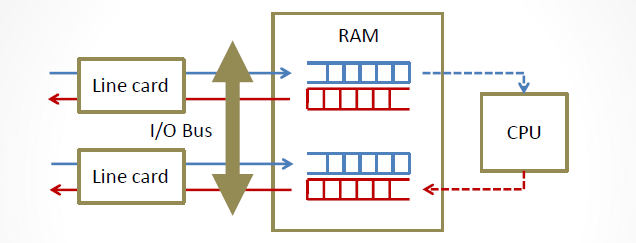 RAM
Line card
I/O Bus
CPU
Line card